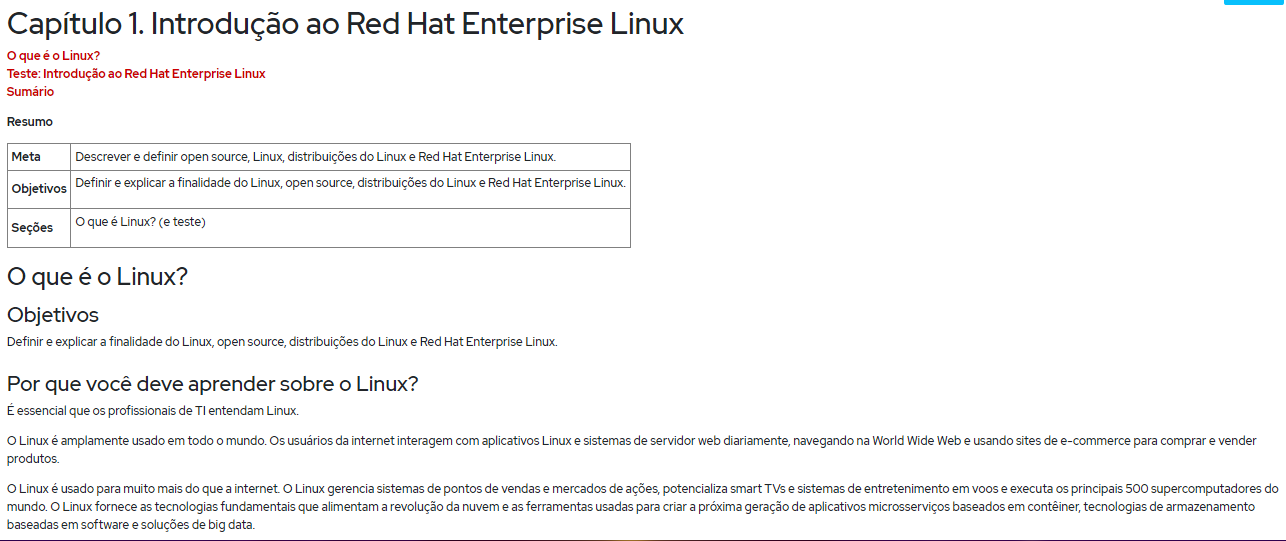 Capítulo 1. Introdução ao Red Hat Enterprise Linux
O que é o Linux?
Teste: Introdução ao Red Hat Enterprise Linux
Sumário
Resumo
Meta Descrever e definir open source, Linux, distribuições do Linux e Red Hat Enterprise Linux.
Objetivos Definir e explicar a finalidade do Linux, open source, distribuições do Linux e Red Hat Enterprise Linux.
Seções O que é Linux? (e teste)
O que é o Linux?
Objetivos
Definir e explicar a finalidade do Linux, open source, distribuições do Linux e Red Hat Enterprise Linux.
Por que você deve aprender sobre o Linux?
É essencial que os profissionais de TI entendam Linux.
O Linux é amplamente usado em todo o mundo. Os usuários da internet interagem com aplicativos Linux e sistemas de servidor web diariamente, navegando na World Wide Web e usando sites de e-commerce para comprar e vender
produtos.
O Linux é usado para muito mais do que a internet. O Linux gerencia sistemas de pontos de vendas e mercados de ações, potencializa smart TVs e sistemas de entretenimento em voos e executa os principais 500 supercomputadores do
mundo. O Linux fornece as tecnologias fundamentais que alimentam a revolução da nuvem e as ferramentas usadas para criar a próxima geração de aplicativos microsserviços baseados em contêiner, tecnologias de armazenamento
baseadas em software e soluções de big data.